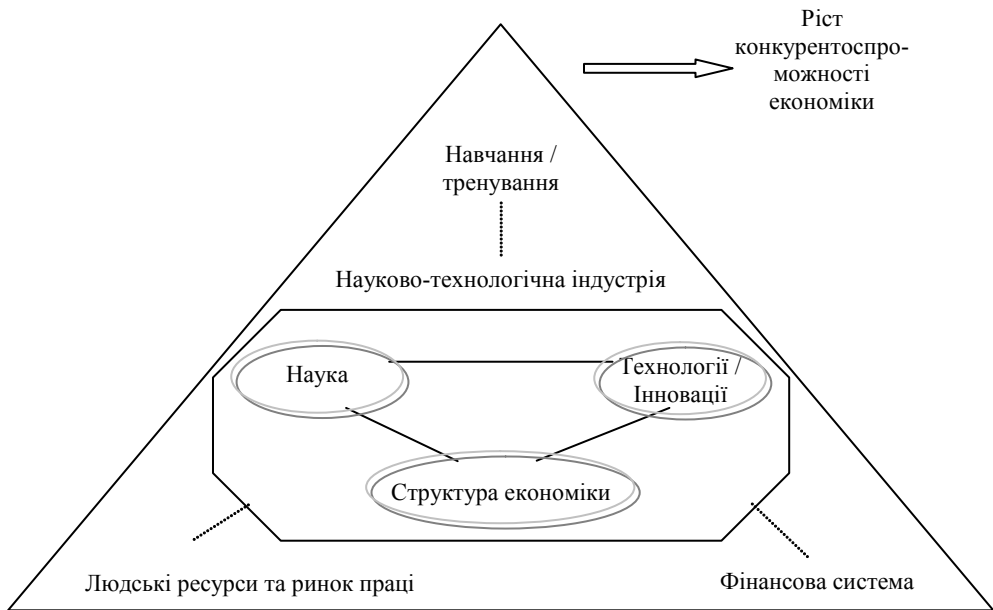 Ріст
конкурентоспро-
можності
економіки
Навчання /
тренування
Науково-технологічна індустрія
Наука
Технології /
Інновації
Структура економіки
Людські ресурси та ринок праці
Фінансова система